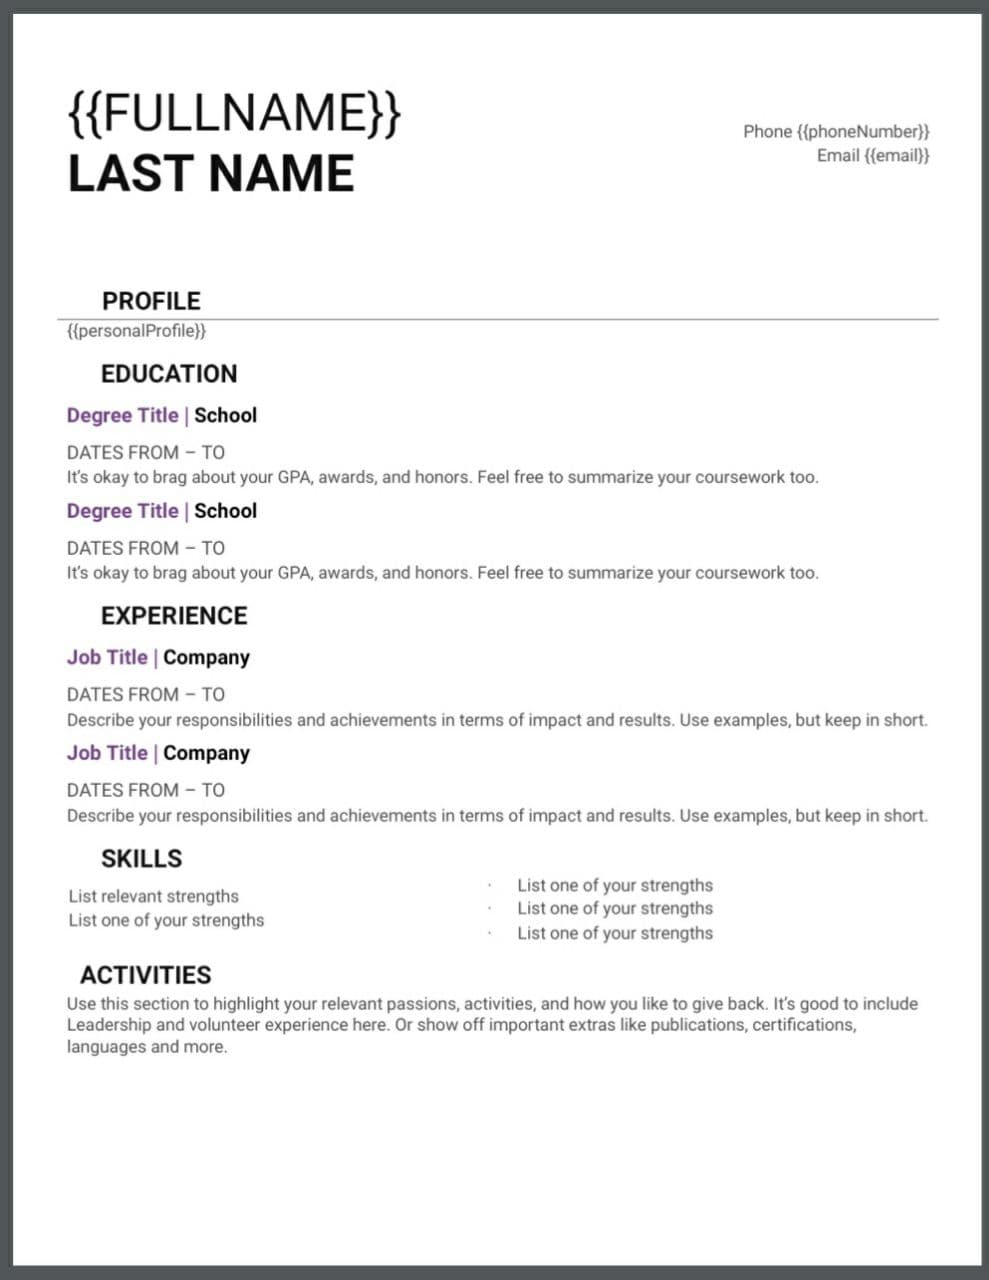 {{FULLNAME}}
LAST NAME
Phone {{phoneNumber}}
Email {{email}}
PROFILE
{{personalProfile}}
EDUCATION
Degree Title | School
DATES FROM – TO
It's okay to brag about your GPA, awards, and honors. Feel free to summarize your coursework too.
Degree Title | School
DATES FROM – TO
It's okay to brag about your GPA, awards, and honors. Feel free to summarize your coursework too.
EXPERIENCE
Job Title | Company
DATES FROM – TO
Describe your responsibilities and achievements in terms of impact and results. Use examples, but keep in short.
Job Title | Company
DATES FROM – TO
Describe your responsibilities and achievements in terms of impact and results. Use examples, but keep in short.
SKILLS
List relevant strengths
List one of your strengths
· List one of your strengths
· List one of your strengths
· List one of your strengths
ACTIVITIES
Use this section to highlight your relevant passions, activities, and how you like to give back. It's good to include
Leadership and volunteer experience here. Or show off important extras like publications, certifications,
languages and more.